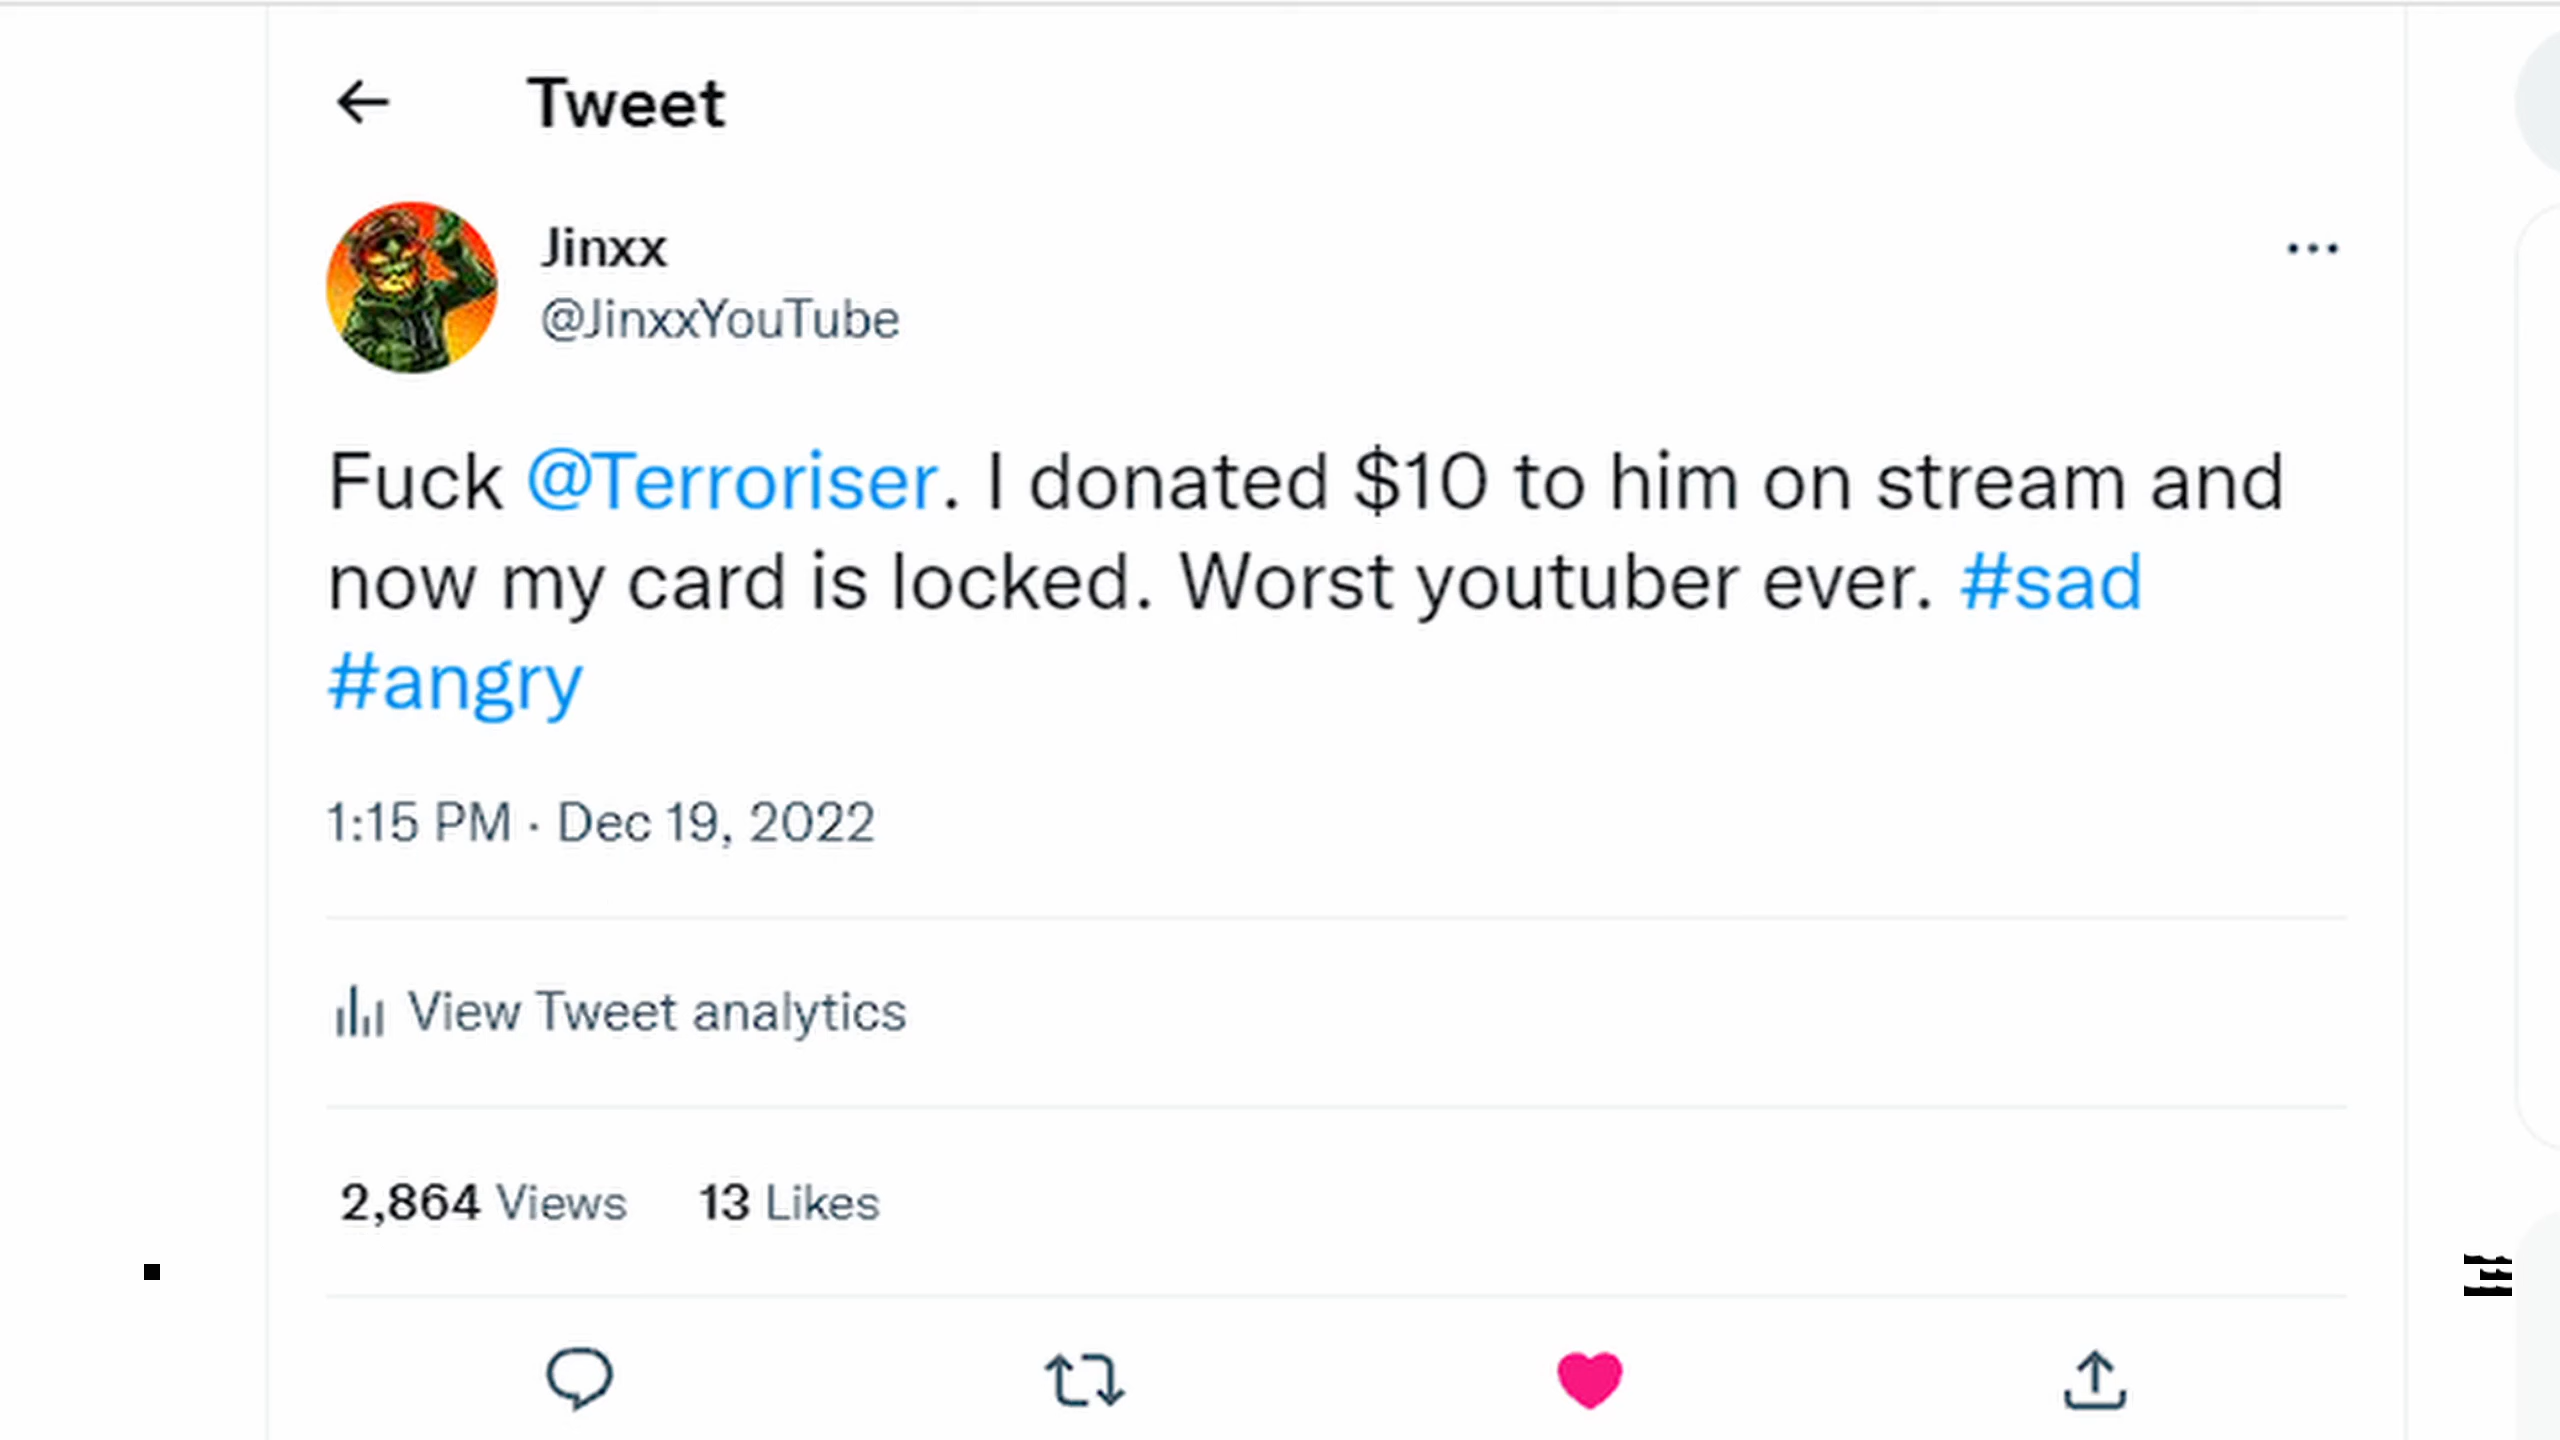 Tweet
Jinxx
@JinxxYouTube
Fuck @Terroriser. I donated $10 to him on stream and
now my card is locked. Worst youtuber ever. #sad
#angry
1:15 PM · Dec 19, 2022
View Tweet analytics
2,864 Views 13 Likes